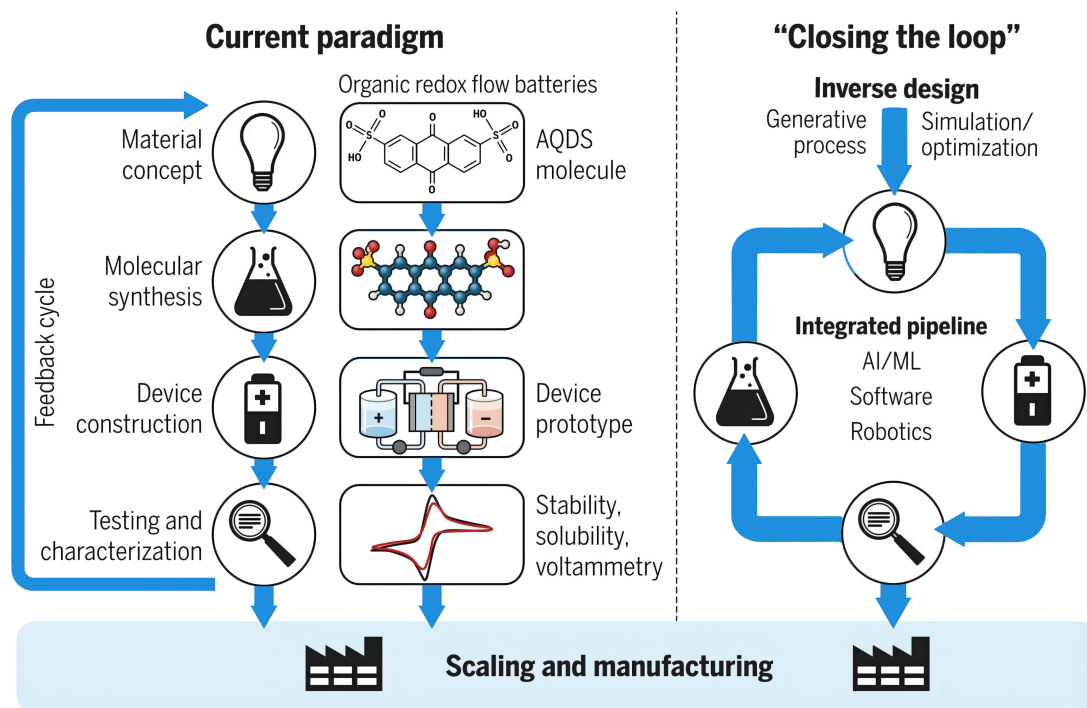 Current paradigm
Organic redox flow batteries
Feedback cycle
Material
concept
HO
O
S
O
O
O
HO
O
S
O
AQDS
molecule
Molecular
synthesis
Device
construction
+
−
+
−
Device
prototype
Testing and
characterization
Stability,
solubility,
voltammetry
“Closing the loop”
Inverse design
Generative
process
Simulation/
optimization
Integrated pipeline
AI/ML
Software
Robotics
+
−
Scaling and manufacturing